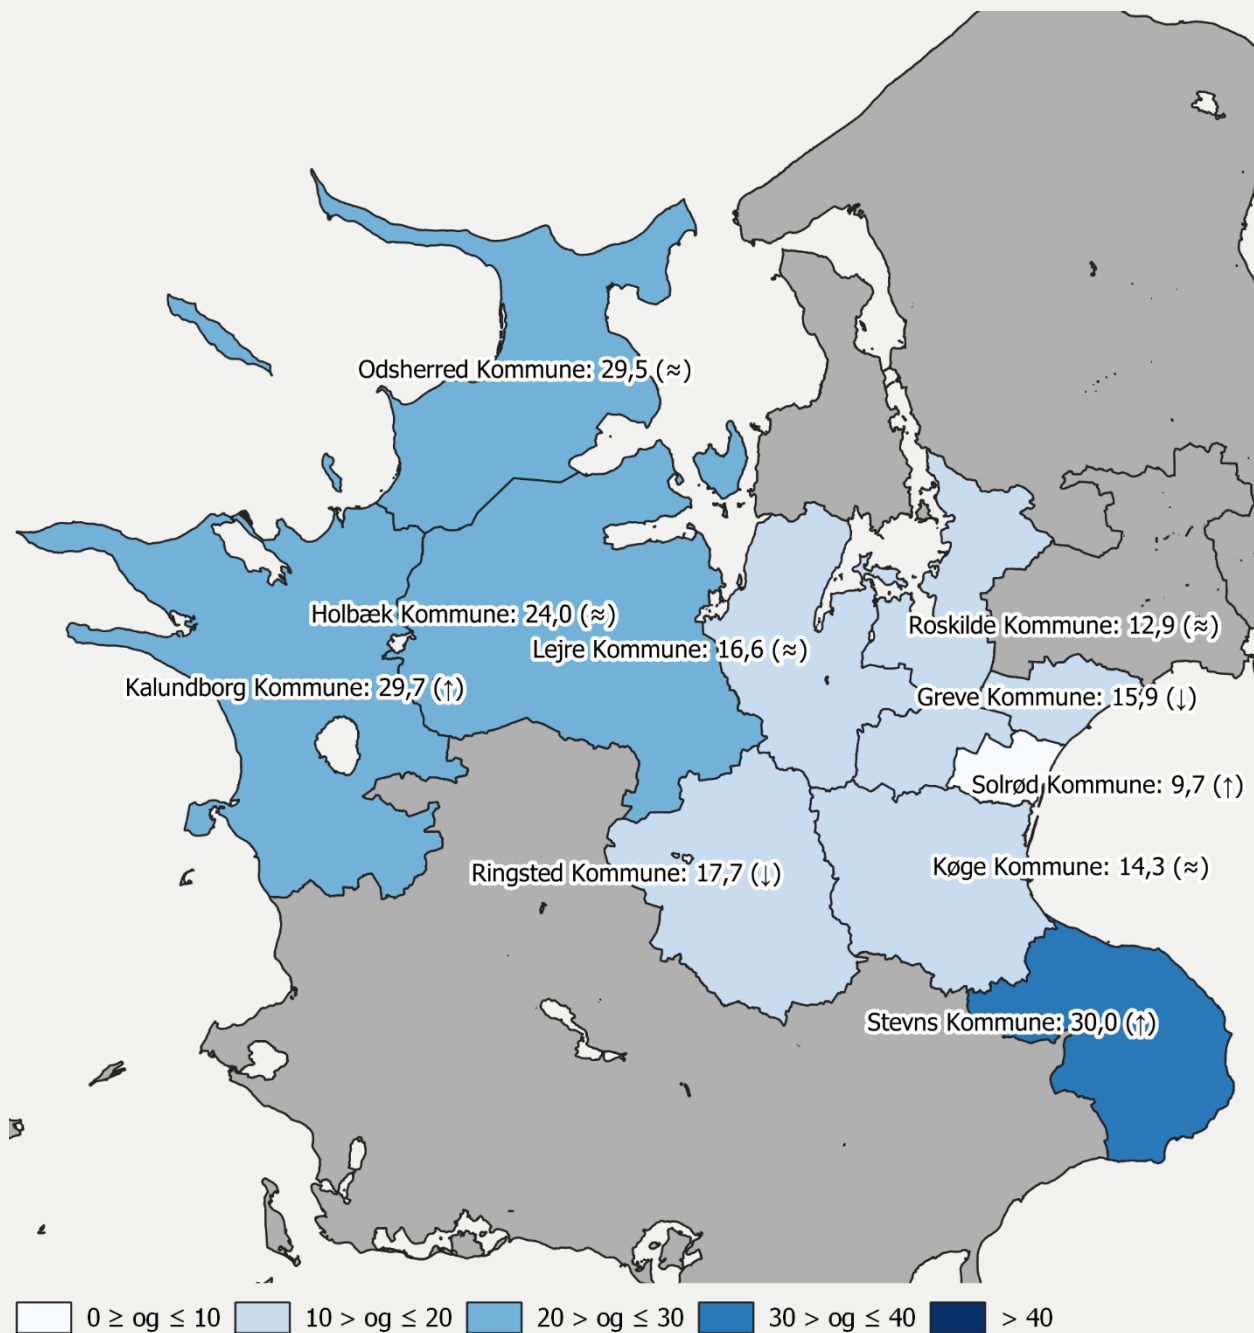 Odsherred Kommune: 29,5 (≈)
Holbæk Kommune: 24,0 (≈)
Roskilde Kommune: 12,9 (≈)
Lejre Kommune: 16,6 (≈)
Kalundborg Kommune: 29,7 (↑)
Greve Kommune: 15,9 (↓)
Solrød Kommune: 9,7 (↑)
Ringsted Kommune: 17,7 (↓)
Køge Kommune: 14,3 (≈)
Stevns Kommune: 30,0 (↑)
0 ≥ og ≤ 10 10 > og ≤ 20 20 > og ≤ 30 30 > og ≤ 40 > 40